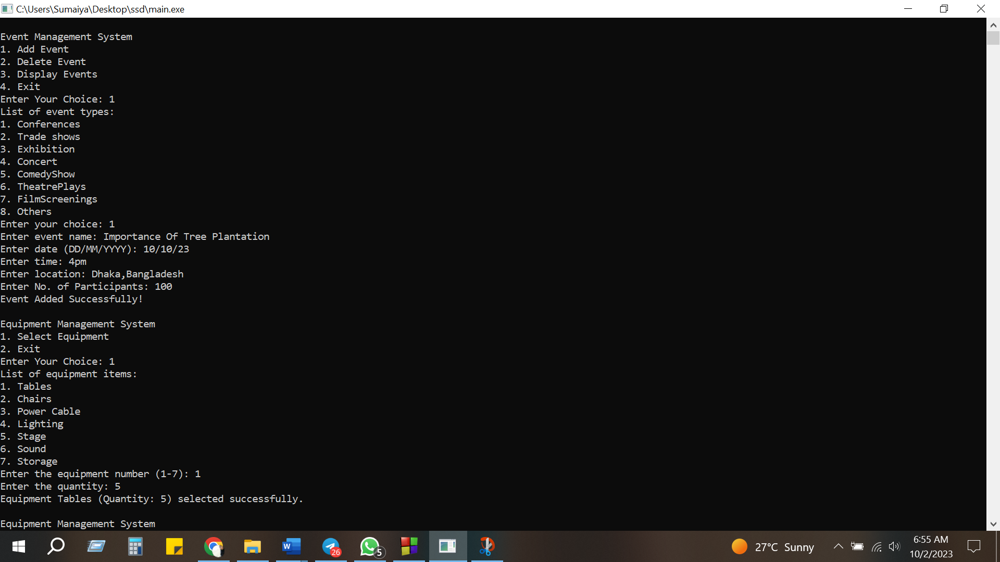 C:\Users\Sumaiya\Desktop\ssd\main.exe
Event Management System
1. Add Event
2. Delete Event
3. Display Events
4. Exit
Enter Your Choice: 1
List of event types:
1. Conferences
2. Trade shows
3. Exhibition
4. Concert
5. ComedyShow
6. TheatrePlays
7. FilmScreenings
8. Others
Enter your choice: 1
Enter event name: Importance Of Tree Plantation
Enter date (DD/MM/YYYY): 10/10/23
Enter time: 4pm
Enter location: Dhaka,Bangladesh
Enter No. of Participants: 100
Event Added Successfully!
Equipment Management System
1. Select Equipment
2. Exit
Enter Your Choice: 1
List of equipment items:
1. Tables
2. Chairs
3. Power Cable
4. Lighting
5. Stage
6. Sound
7. Storage
Enter the equipment number (1-7): 1
Enter the quantity: 5
Equipment Tables (Quantity: 5) selected successfully.
Equipment Management System
W
26
5
27°C Sunny
6:55 AM
10/2/2023